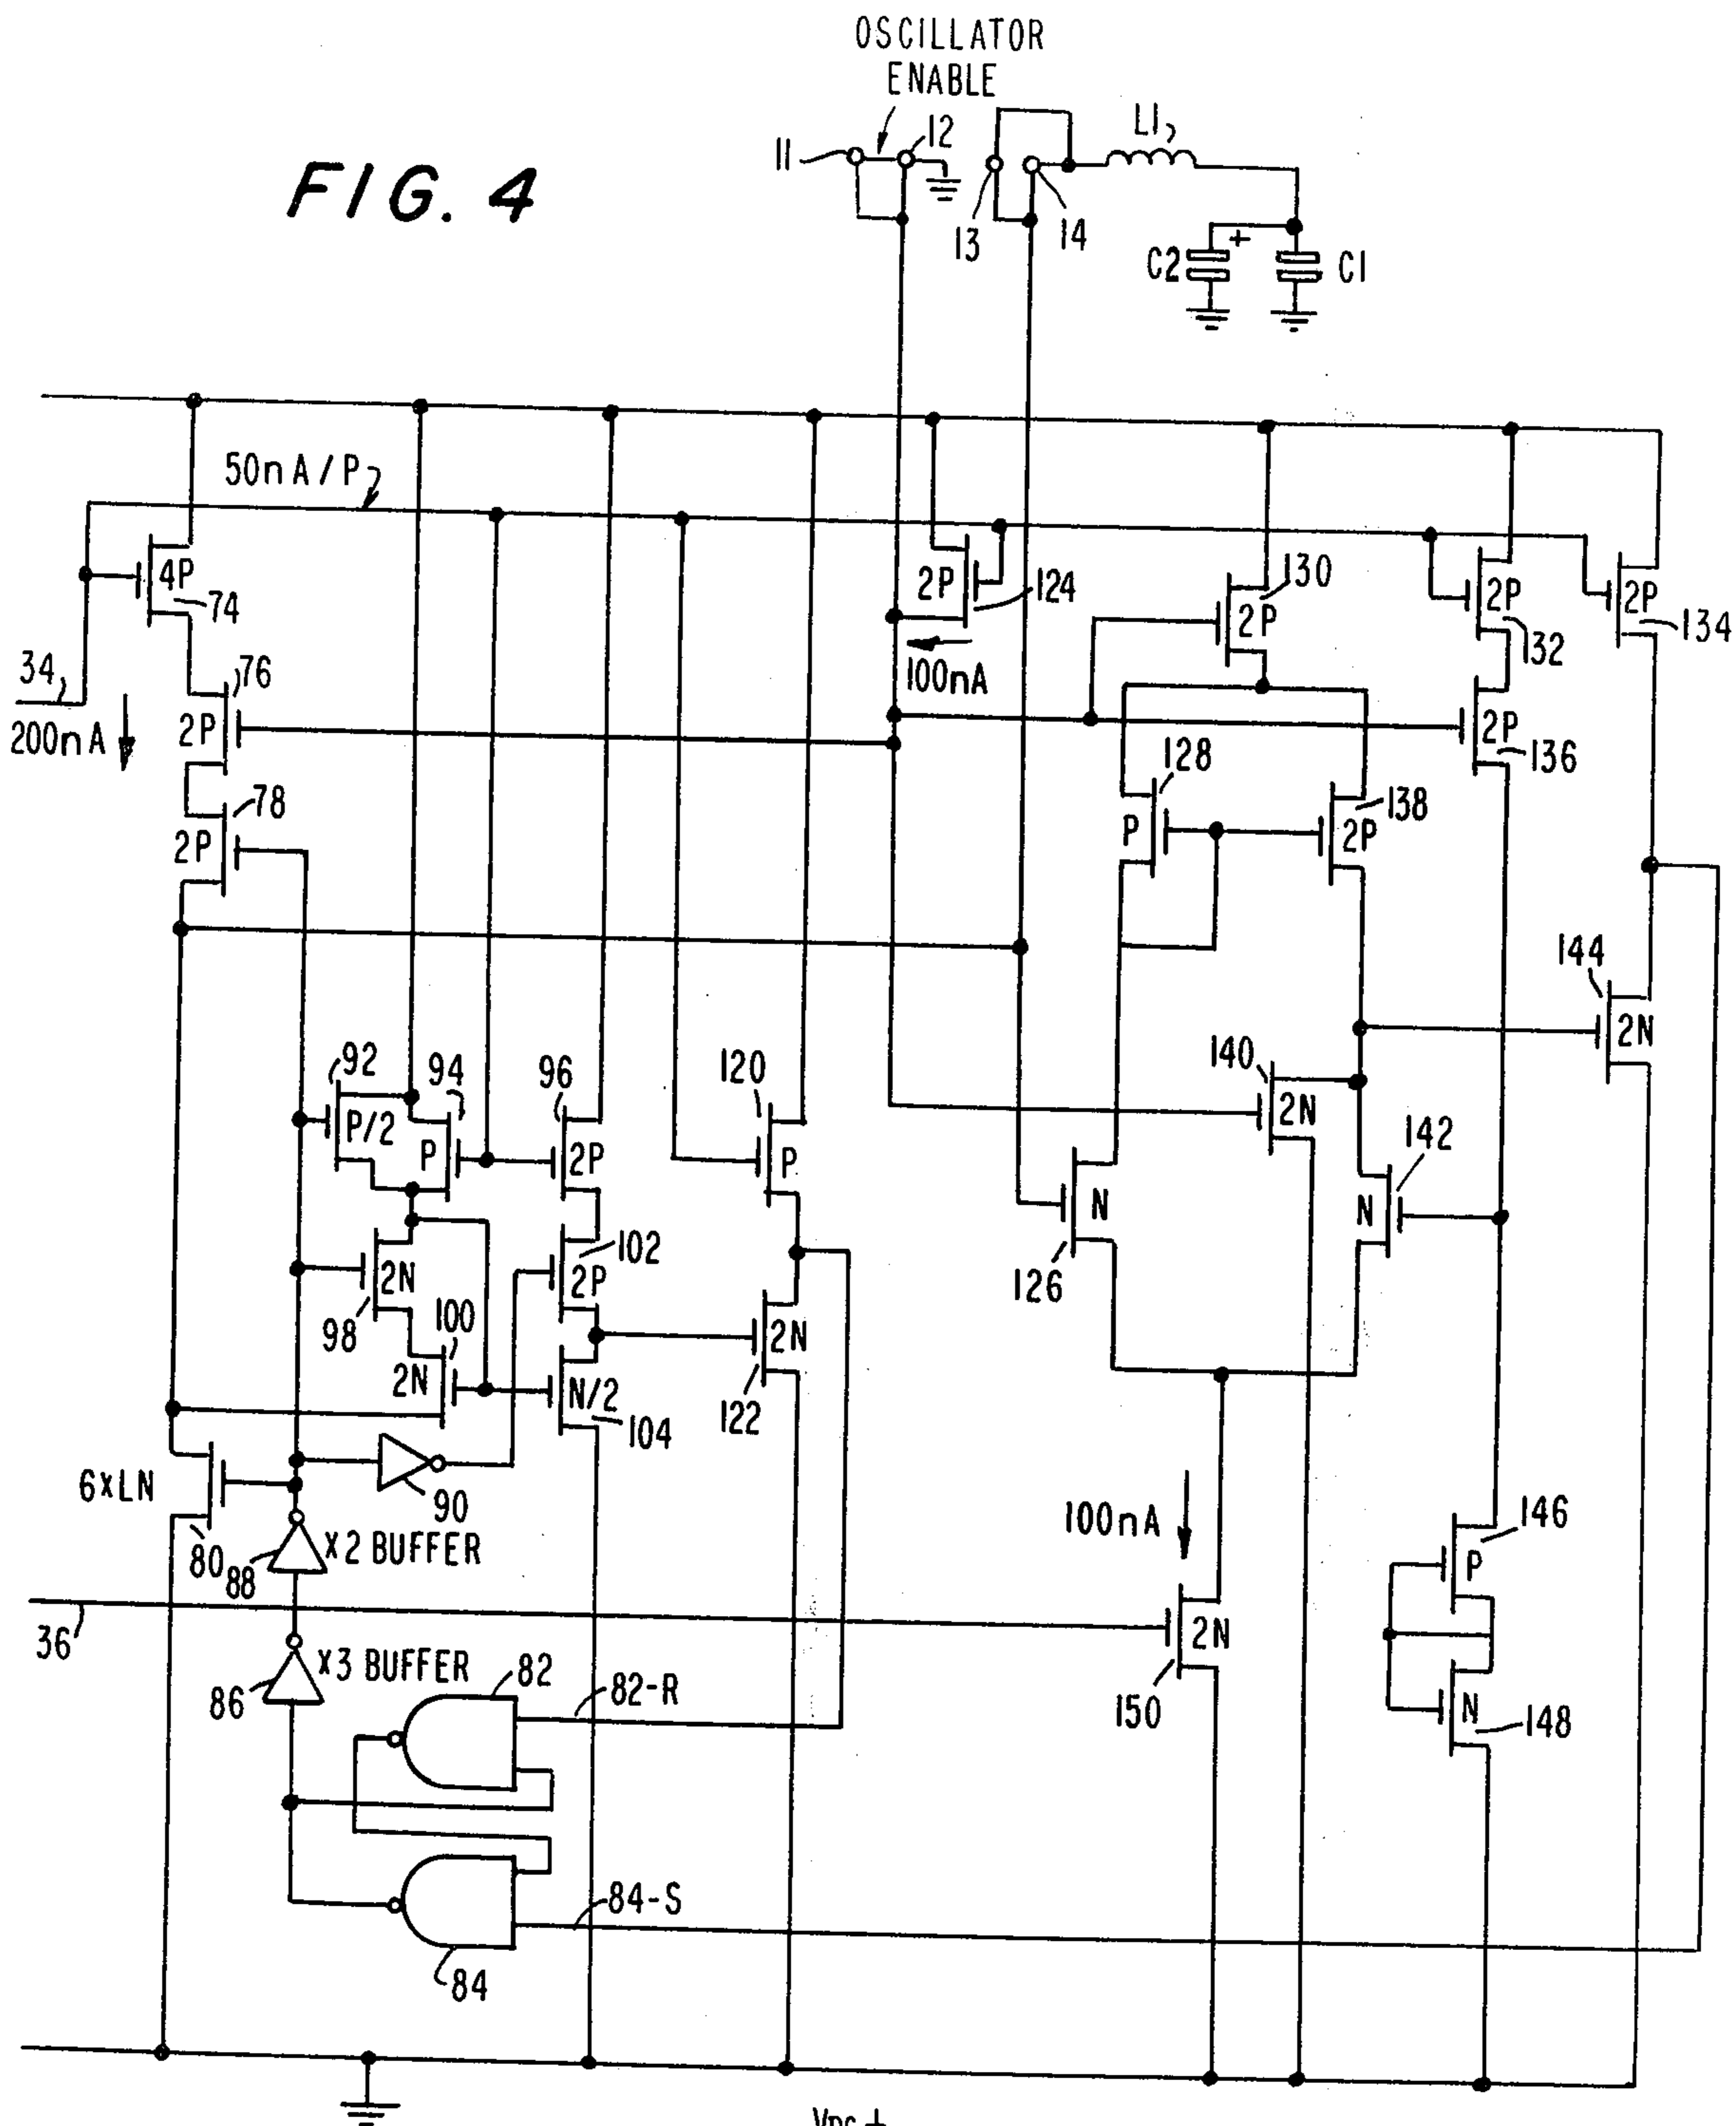 OSCILLATOR
ENABLE
FIG. 4
11
12
13
14
L1
C2
+
C1
50nA/P
4P
74
2P
124
130
2P
2P
132
2P
134
34
200nA
76
2P
100nA
128
P
138
2P
2P
136
78
2P
92
P/2
94
P
96
2P
120
P
140
2N
144
2N
142
N
N
126
2N
98
102
2P
100
2N
N/2
104
2N
122
6xLN
80
90
88
X2 BUFFER
100nA
146
P
36
X3 BUFFER
86
82
82-R
2N
150
N
148
84-S
84
VDC+